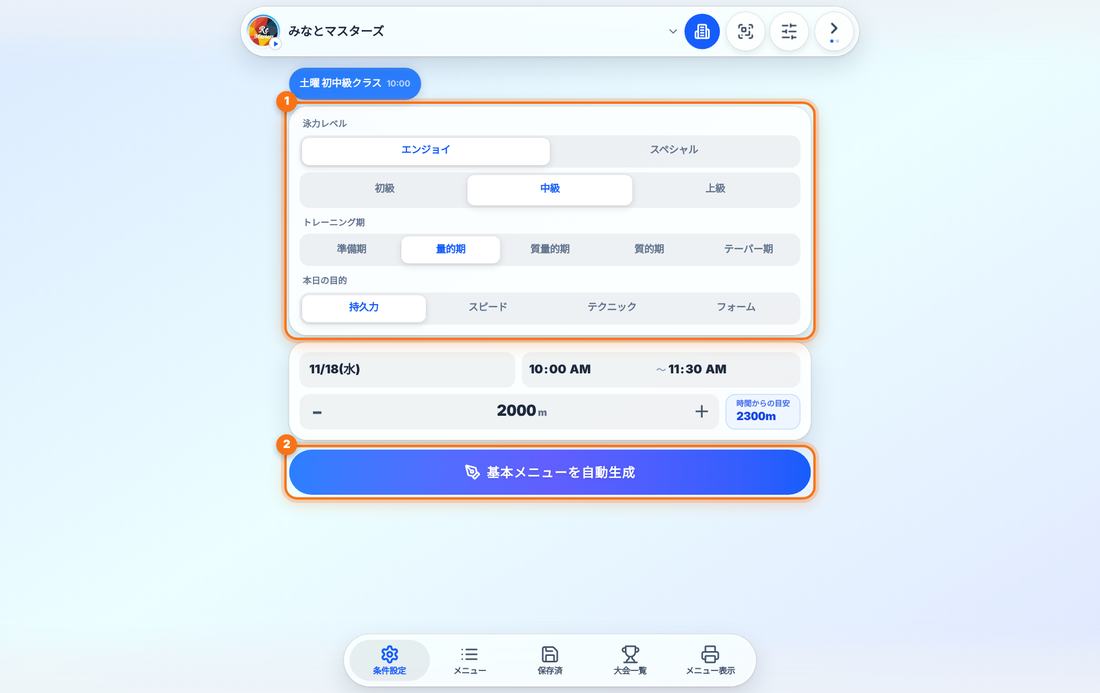 みなとマスターズ
土曜 初中級クラス 10:00
1
泳力レベル
エンジョイ スペシャル
初級 中級 上級
トレーニング期
準備期 量的期 質量的期 質的期 テーパー期
本日の目的
持久力 スピード テクニック フォーム
11/18(水) 10:00 AM ～ 11:30 AM
− 2000 m + 時間からの目安
2300m
2
基本メニューを自動生成
条件設定 メニュー 保存済 大会一覧 メニュー表示